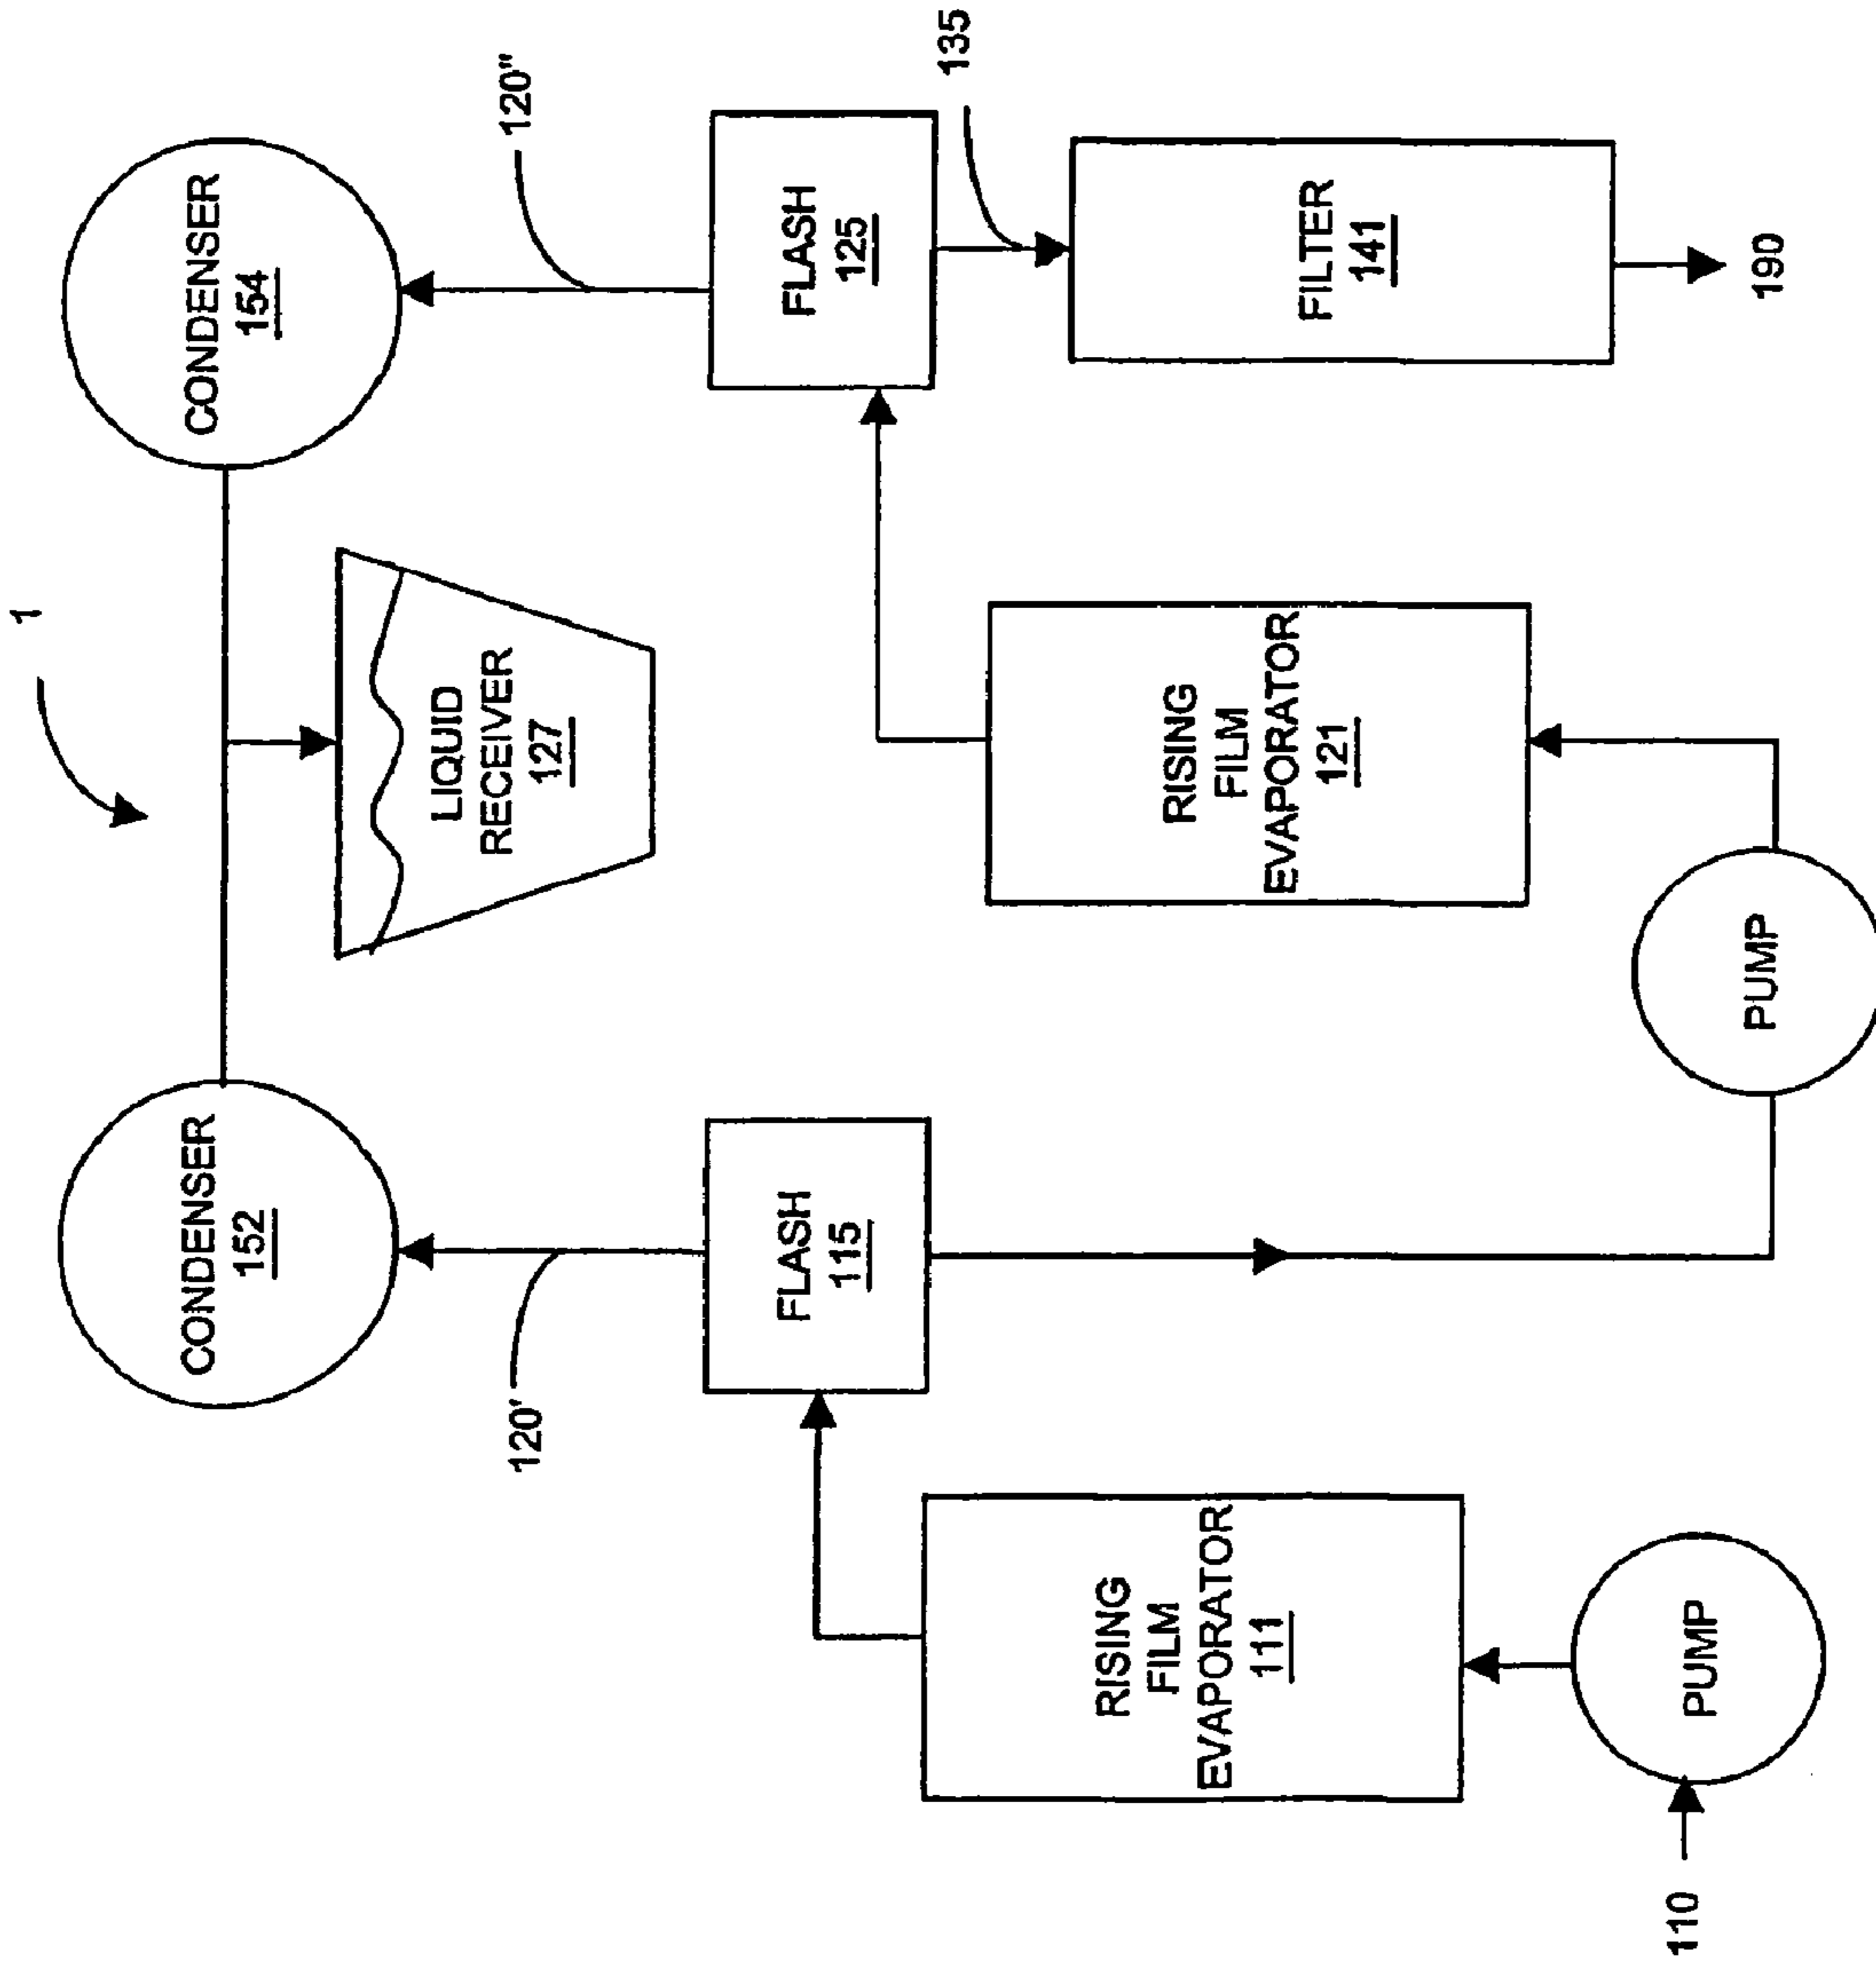 1
CONDENSER
152
CONDENSER
154
120'
120"
LIQUID
RECEIVER
127
FLASH
115
FLASH
125
135
RISING
FILM
EVAPORATOR
111
RISING
FILM
EVAPORATOR
121
FILTER
141
110
PUMP
PUMP
190